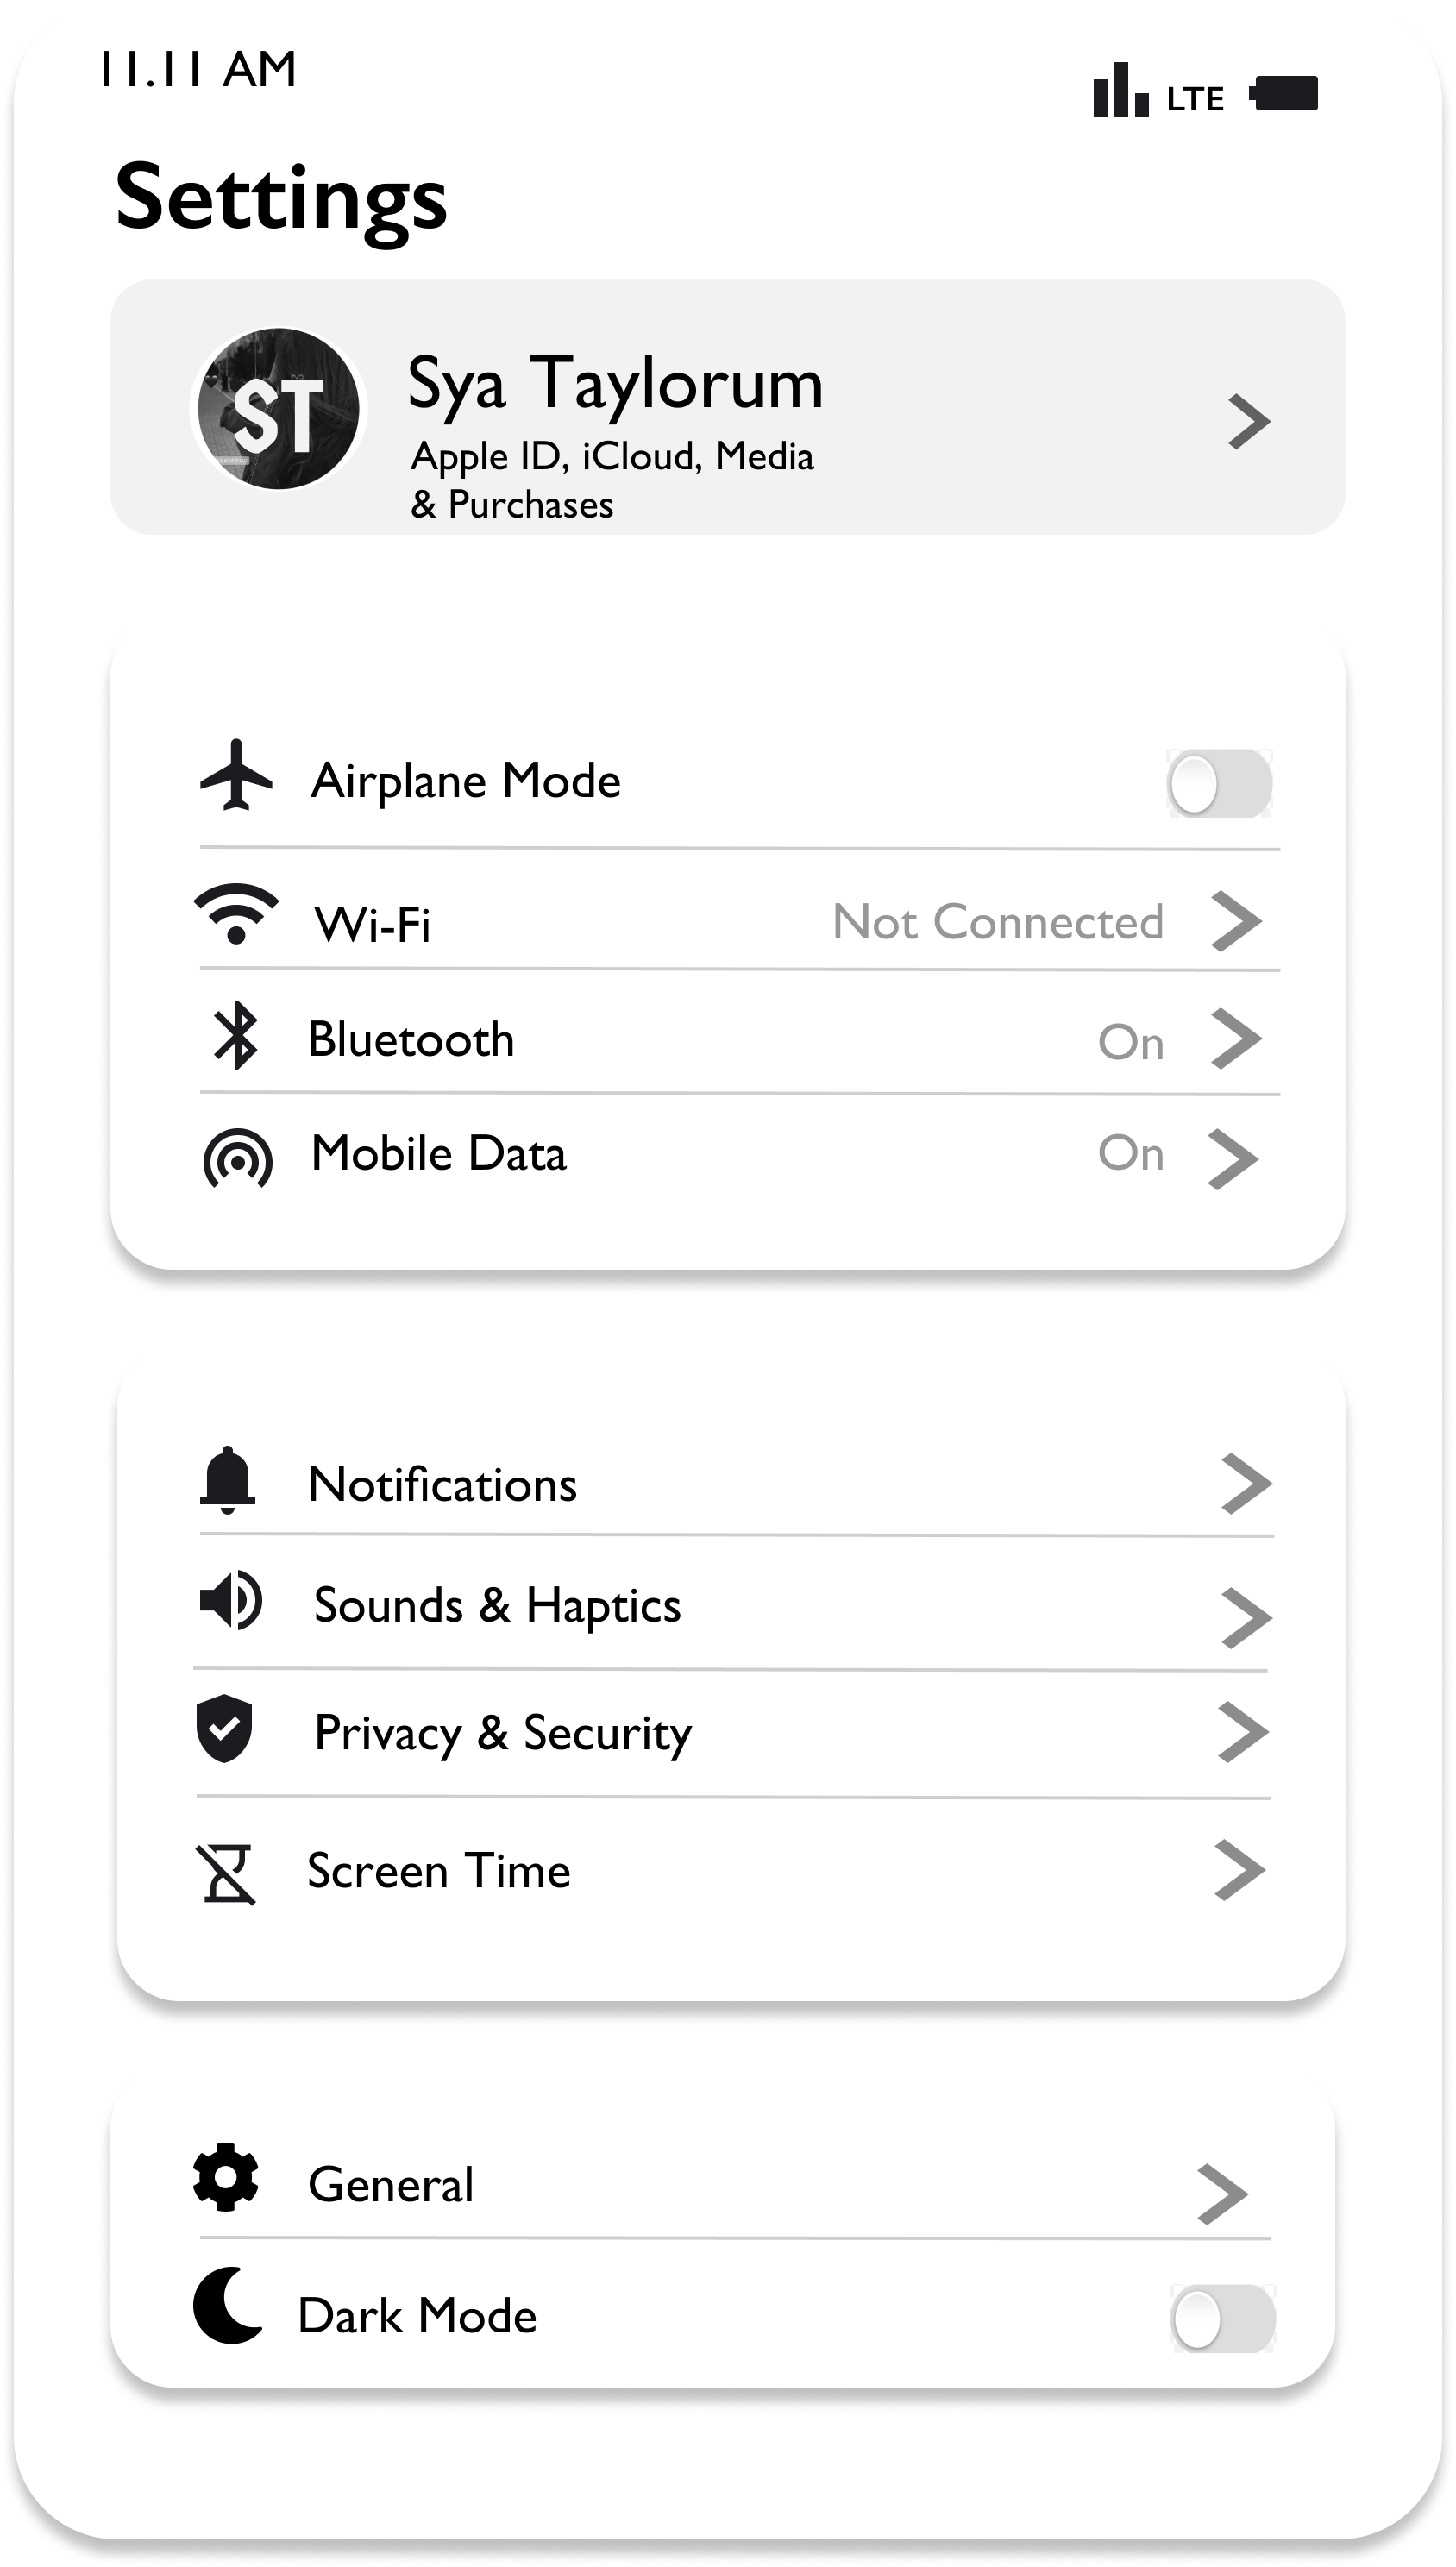 11.11 AM
LTE
Settings
ST
Sya Taylorum
Apple ID, iCloud, Media
& Purchases
Airplane Mode
Wi-Fi Not Connected
Bluetooth On
Mobile Data On
Notifications
Sounds & Haptics
Privacy & Security
Screen Time
General
Dark Mode